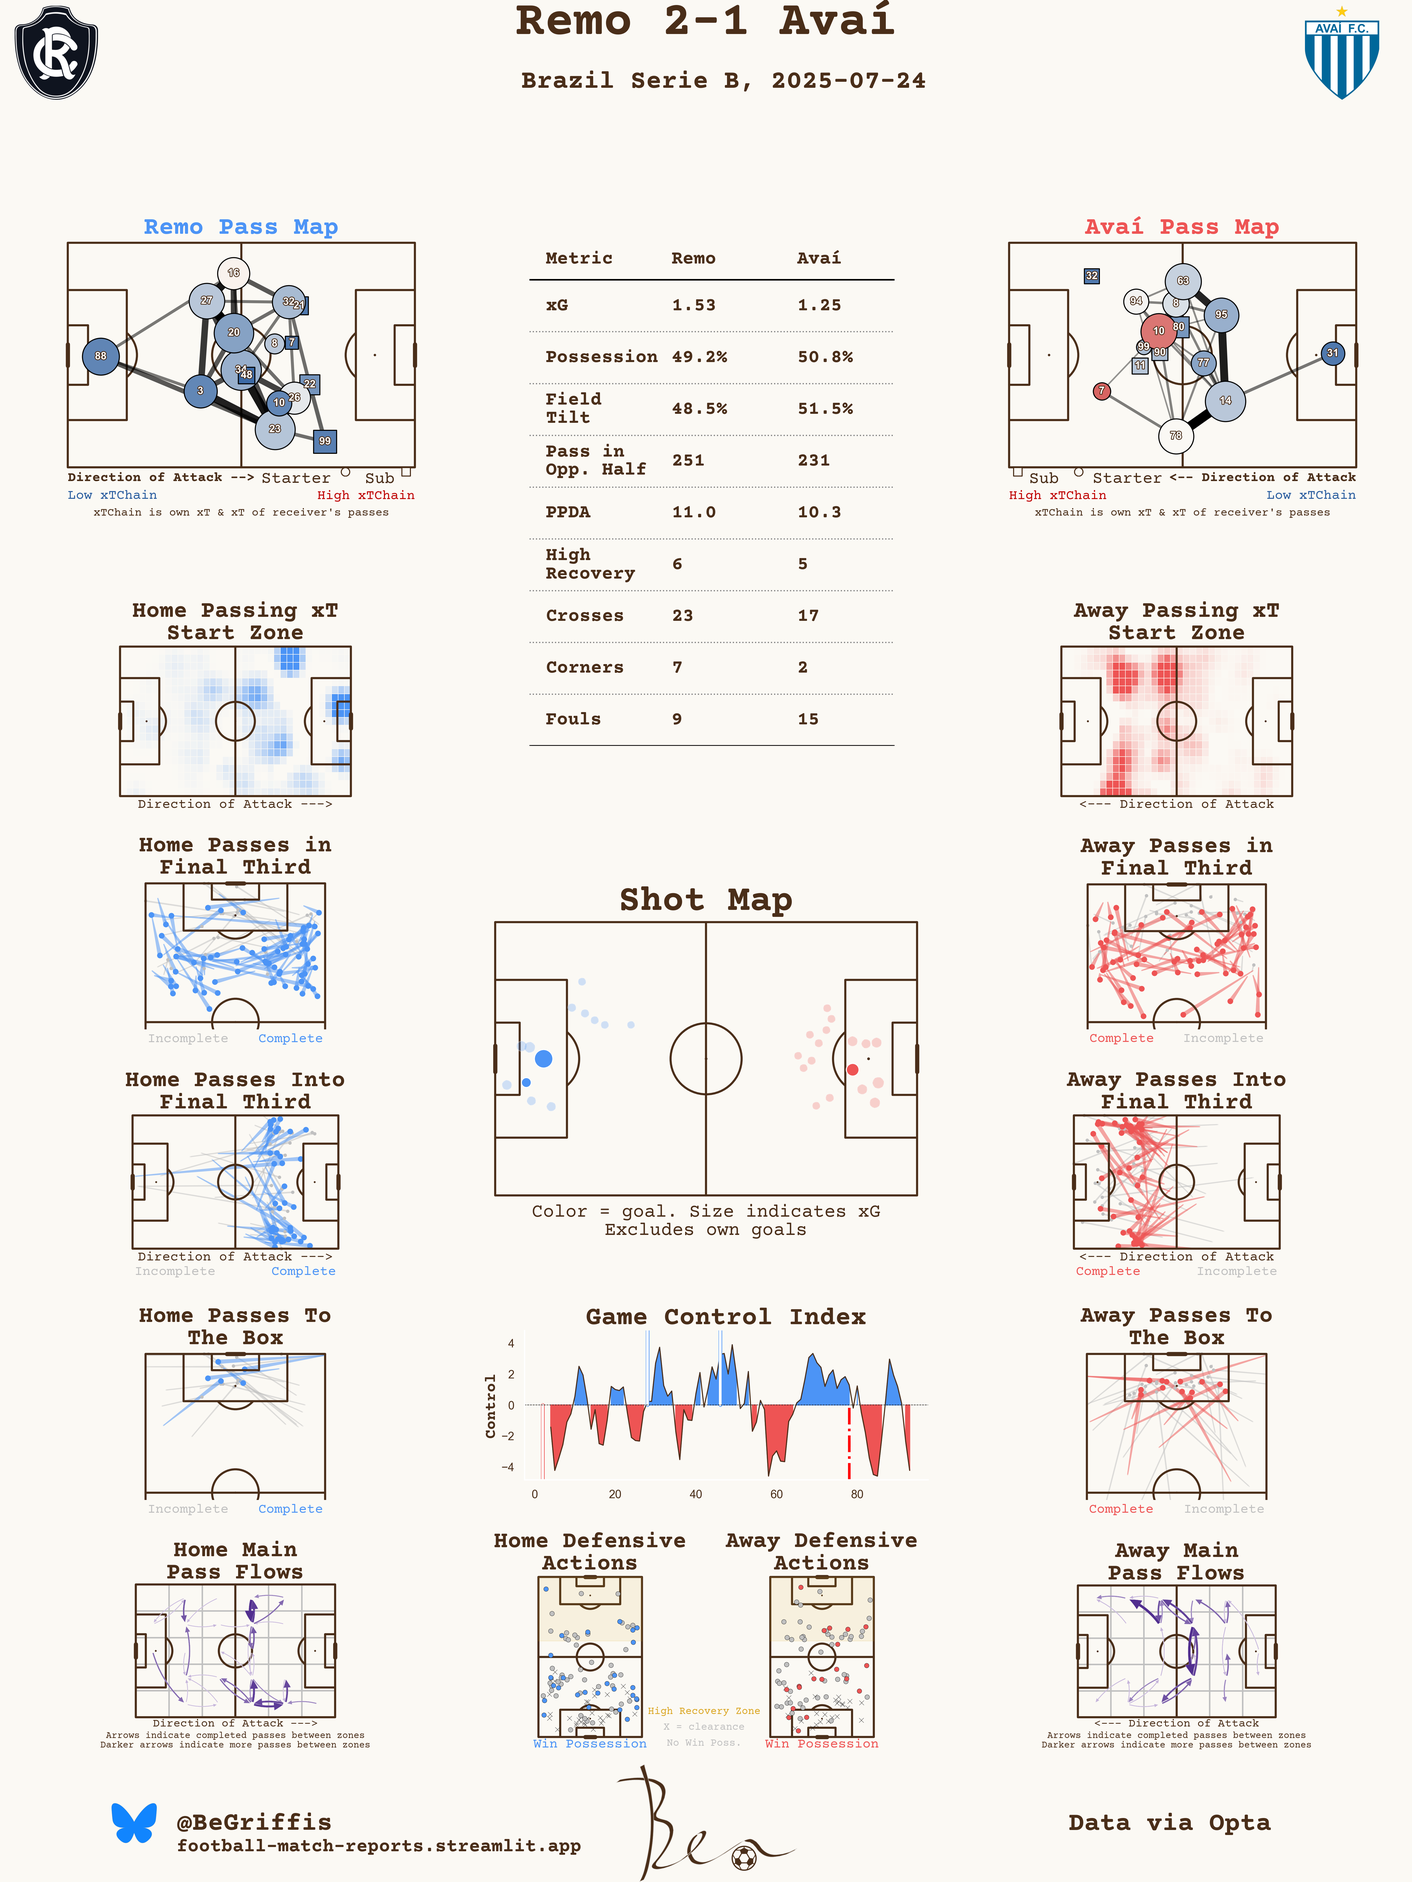 Remo 2-1 Avaí
Brazil Serie B, 2025-07-24
AVAÍ F.C.
Remo Pass Map
16
27
32
21
20
8
7
88
48
22
3
10
26
23
99
Direction of Attack --> Starter Sub
Low xTChain High xTChain
xTChain is own xT & xT of receiver's passes
Metric Remo Avaí
xG 1.53 1.25
Possession 49.2% 50.8%
Field
Tilt 48.5% 51.5%
Pass in
Opp. Half 251 231
PPDA 11.0 10.3
High
Recovery 6 5
Crosses 23 17
Corners 7 2
Fouls 9 15
Avaí Pass Map
32
63
94
8
95
10
80
99
90
31
11
77
7
14
78
Sub Starter <-- Direction of Attack
High xTChain Low xTChain
xTChain is own xT & xT of receiver's passes
Home Passing xT
Start Zone
Direction of Attack --->
Away Passing xT
Start Zone
<--- Direction of Attack
Home Passes in
Final Third
Incomplete Complete
Away Passes in
Final Third
Complete Incomplete
Shot Map
Color = goal. Size indicates xG
Excludes own goals
Home Passes Into
Final Third
Direction of Attack --->
Incomplete Complete
Away Passes Into
Final Third
<--- Direction of Attack
Complete Incomplete
Home Passes To
The Box
Incomplete Complete
Game Control Index
Control
4
2
0
−2
−4
0 20 40 60 80
Away Passes To
The Box
Complete Incomplete
Home Main
Pass Flows
Direction of Attack --->
Arrows indicate completed passes between zones
Darker arrows indicate more passes between zones
Home Defensive
Actions
Win Possession
Away Defensive
Actions
Win Possession
High Recovery Zone
X = clearance
No Win Poss.
Away Main
Pass Flows
<--- Direction of Attack
Arrows indicate completed passes between zones
Darker arrows indicate more passes between zones
@BeGriffis
football-match-reports.streamlit.app
Ben
Data via Opta